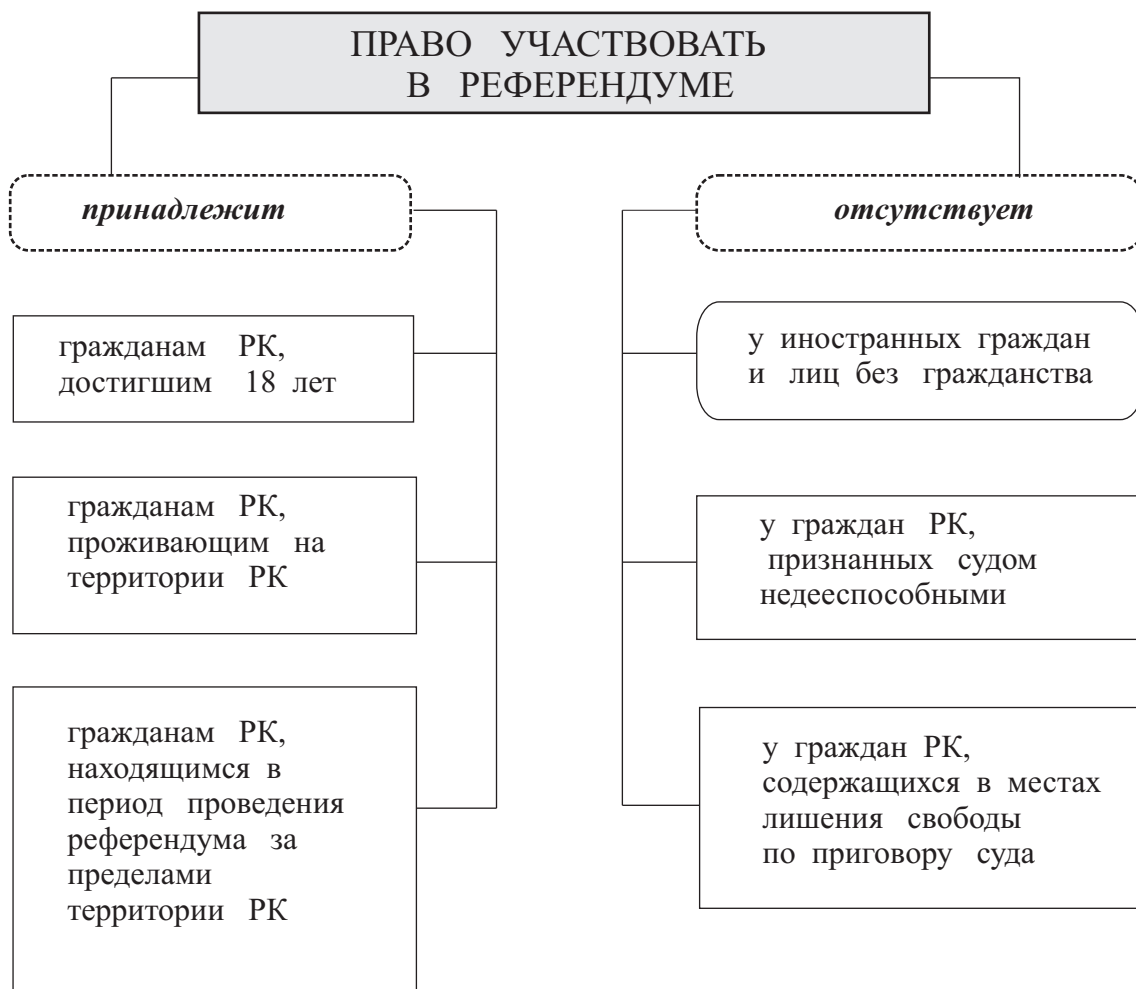 ПРАВО УЧАСТВОВАТЬ
В РЕФЕРЕНДУМЕ
принадлежит
гражданам РК,
достигшим 18 лет
гражданам РК,
проживающим на
территории РК
гражданам РК,
находящимся в
период проведения
референдума за
пределами
территории РК
отсутствует
у иностранных граждан
и лиц без гражданства
у граждан РК,
признанных судом
недееспособными
у граждан РК,
содержащихся в местах
лишения свободы
по приговору суда